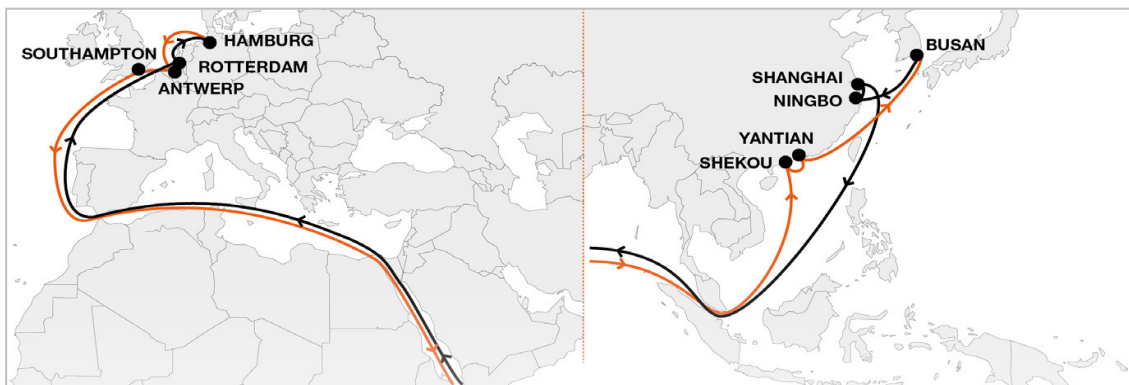 HAMBURG
SOUTHAMPTON
ROTTERDAM
ANTWERP
BUSAN
SHANGHAI
NINGBO
YANTIAN
SHEKOU